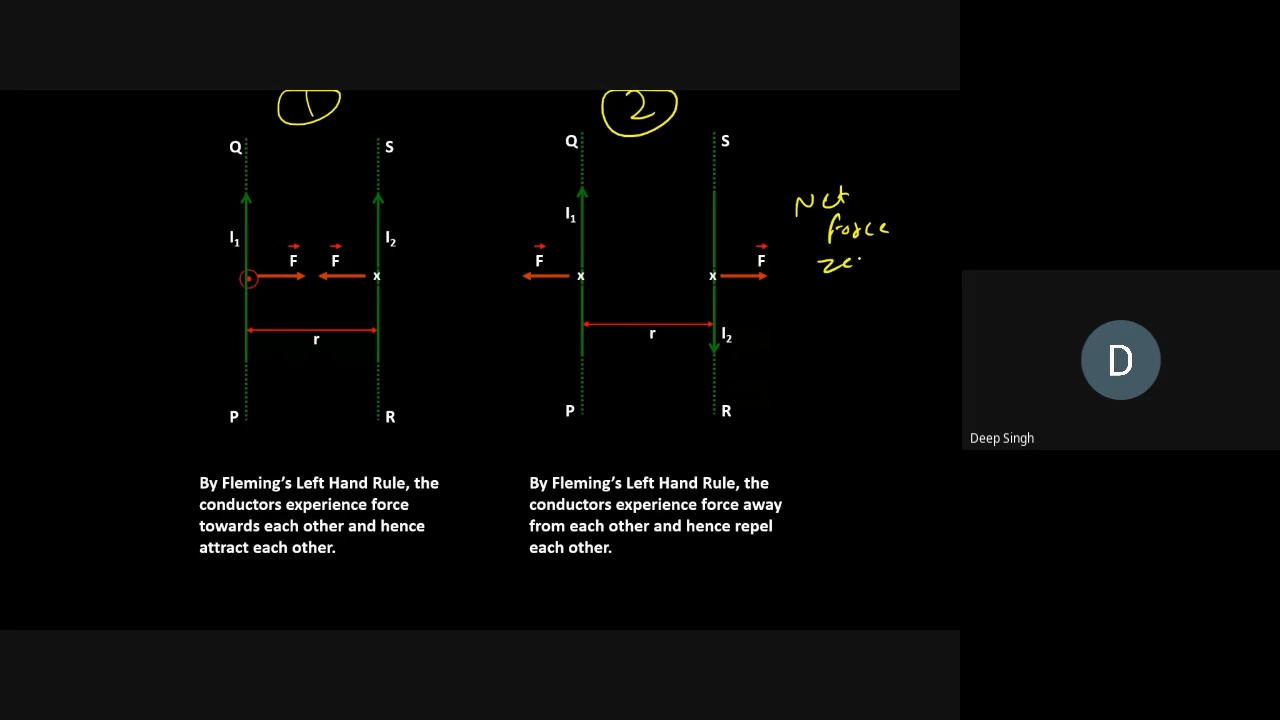 1
2
Q
S
Q
S
I1
I2
I1
F
F
F
F
x
x
x
r
r
I2
P
R
P
R
Net
force
By Fleming's Left Hand Rule, the
conductors experience force
towards each other and hence
attract each other.
By Fleming's Left Hand Rule, the
conductors experience force away
from each other and hence repel
each other.
D
Deep Singh